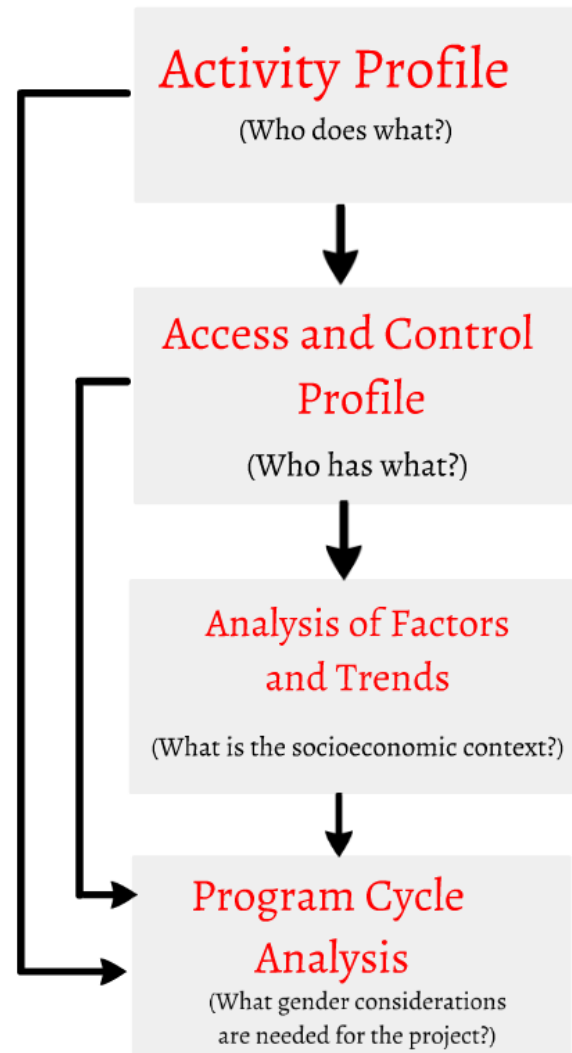 Activity Profile
(Who does what?)
Access and Control
Profile
(Who has what?)
Analysis of Factors
and Trends
(What is the socioeconomic context?)
Program Cycle
Analysis
(What gender considerations
are needed for the project?)